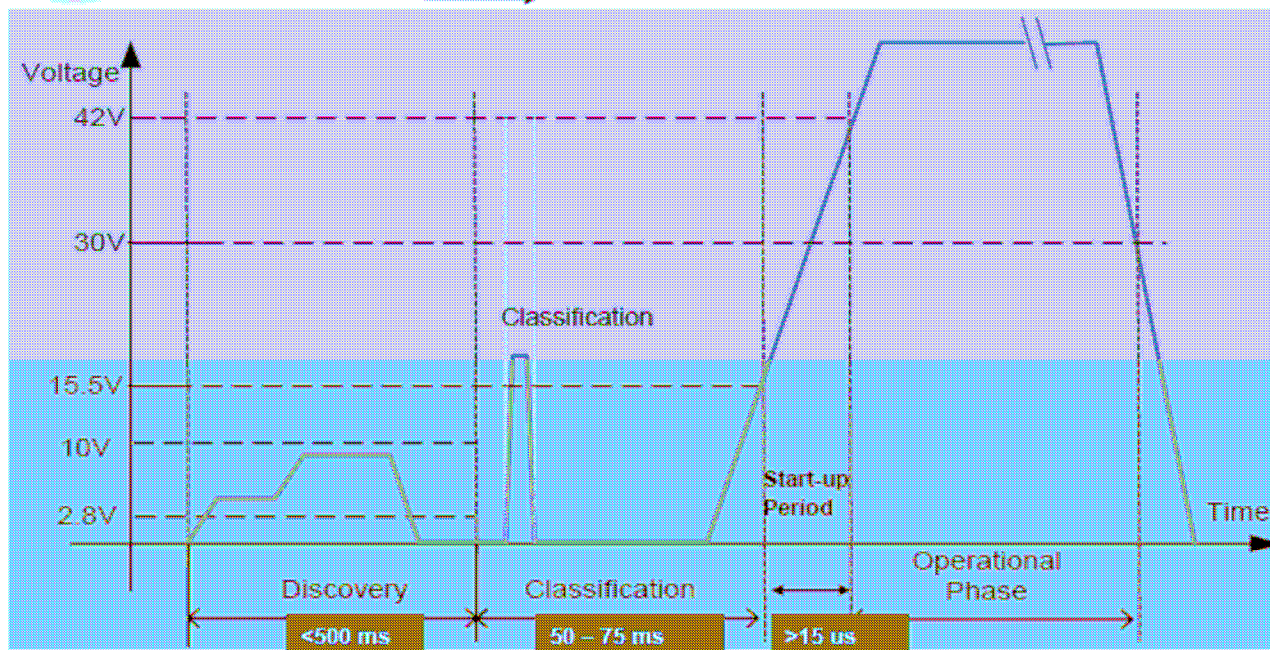 Voltage
42V
30V
Classification
15.5V
10V
Start-up
Period
2.8V
Time
Discovery
Classification
Operational
Phase
<500 ms
50 – 75 ms
>15 us